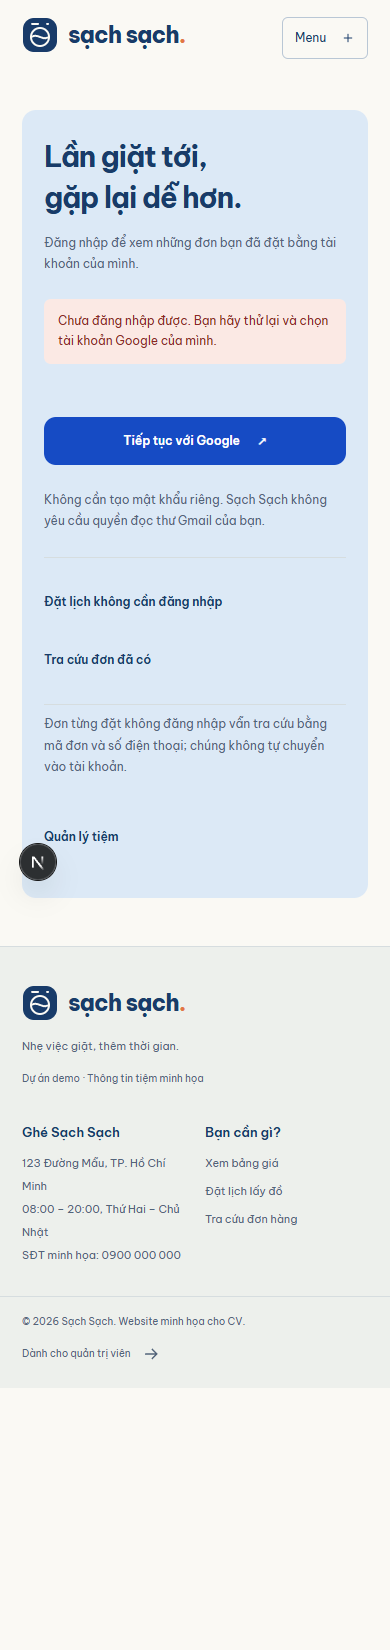 sạch sạch.
Menu +
Lần giặt tới,
gặp lại dễ hơn.
Đăng nhập để xem những đơn bạn đã đặt bằng tài
khoản của mình.
Chưa đăng nhập được. Bạn hãy thử lại và chọn
tài khoản Google của mình.
Tiếp tục với Google ↗
Không cần tạo mật khẩu riêng. Sạch Sạch không
yêu cầu quyền đọc thư Gmail của bạn.
Đặt lịch không cần đăng nhập
Tra cứu đơn đã có
Đơn từng đặt không đăng nhập vẫn tra cứu bằng
mã đơn và số điện thoại; chúng không tự chuyển
vào tài khoản.
Quản lý tiệm
N
sạch sạch.
Nhẹ việc giặt, thêm thời gian.
Dự án demo · Thông tin tiệm minh họa
Ghé Sạch Sạch
123 Đường Mẫu, TP. Hồ Chí
Minh
08:00 – 20:00, Thứ Hai – Chủ
Nhật
SĐT minh họa: 0900 000 000
Bạn cần gì?
Xem bảng giá
Đặt lịch lấy đồ
Tra cứu đơn hàng
© 2026 Sạch Sạch. Website minh họa cho CV.
Dành cho quản trị viên →